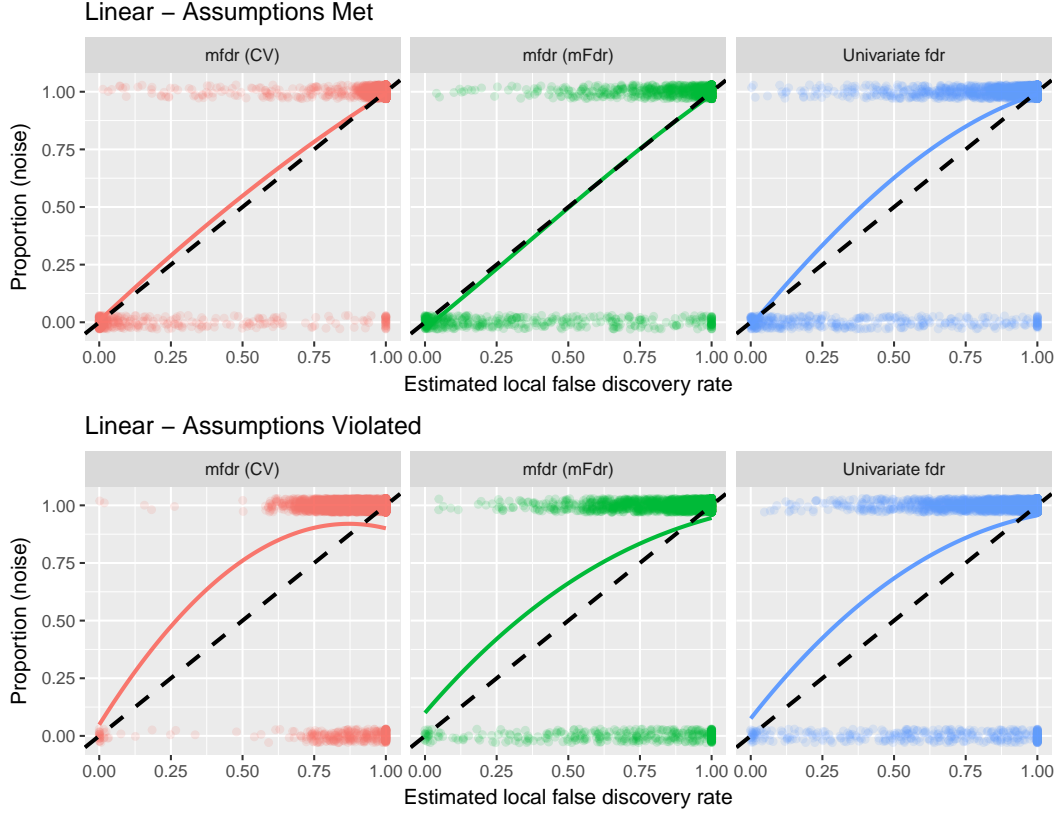 Linear − Assumptions Met
mfdr (CV) mfdr (mFdr) Univariate fdr
Proportion (noise)
1.00
0.75
0.50
0.25
0.00
0.00 0.25 0.50 0.75 1.00 0.00 0.25 0.50 0.75 1.00 0.00 0.25 0.50 0.75 1.00
Estimated local false discovery rate
Linear − Assumptions Violated
mfdr (CV) mfdr (mFdr) Univariate fdr
Proportion (noise)
1.00
0.75
0.50
0.25
0.00
0.00 0.25 0.50 0.75 1.00 0.00 0.25 0.50 0.75 1.00 0.00 0.25 0.50 0.75 1.00
Estimated local false discovery rate